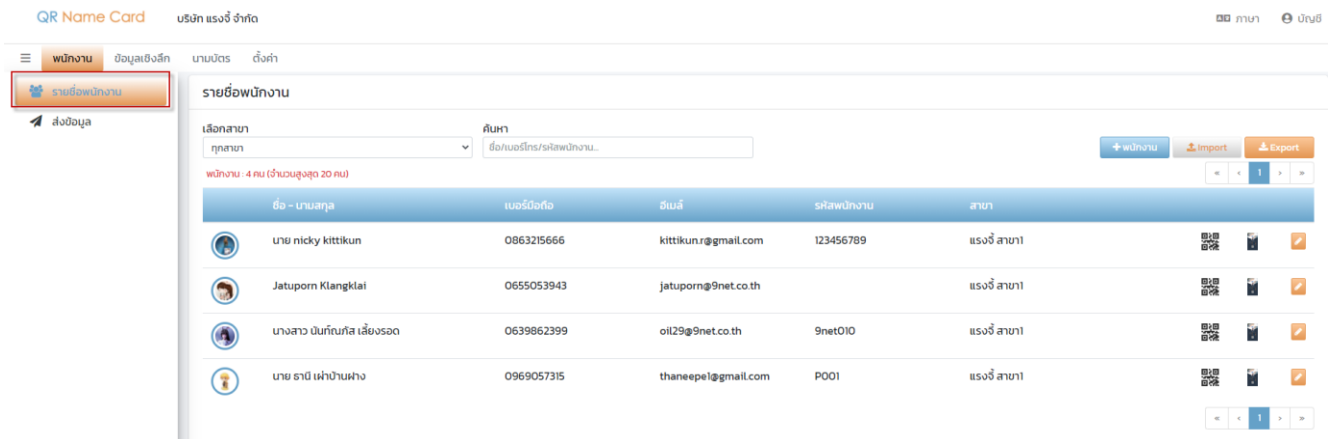 QR Name Card บริษัท แรงจี้ จำกัด ภาษา บัญชี
พนักงาน ข้อมูลเชิงลึก นามบัตร ตั้งค่า
รายชื่อพนักงาน
ส่งข้อมูล
รายชื่อพนักงาน
เลือกสาขา ค้นหา
ทุกสาขา ชื่อ/เบอร์โทร/รหัสพนักงาน... +พนักงาน Import Export
พนักงาน : 4 คน (จำนวนสูงสุด 20 คน) « ‹ 1 › »
ชื่อ - นามสกุล เบอร์มือถือ อีเมล์ รหัสพนักงาน สาขา
นาย nicky kittikun 0863215666 kittikun.r@gmail.com 123456789 แรงจี้ สาขา1
Jatuporn Klangklai 0655053943 jatuporn@9net.co.th แรงจี้ สาขา1
นางสาว นันท์ณภัส เลี้ยงรอด 0639862399 oil29@9net.co.th 9net010 แรงจี้ สาขา1
นาย ธานี เผ่าบ้านฝาง 0969057315 thaneepe1@gmail.com P001 แรงจี้ สาขา1
« ‹ 1 › »